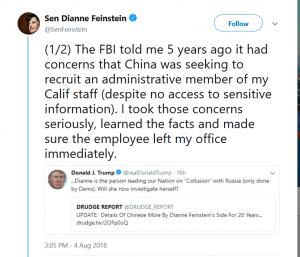 Sen Dianne Feinstein
@SenFeinstein
Follow
(1/2) The FBI told me 5 years ago it had
concerns that China was seeking to
recruit an administrative member of my
Calif staff (despite no access to sensitive
information). I took those concerns
seriously, learned the facts and made
sure the employee left my office
immediately.
Donald J. Trump @realDonaldTrump · 16h
...Dianne is the person leading our Nation on "Collusion" with Russia (only done
by Dems). Will she now investigate herself?
DRUDGE REPORT @DRUDGE_REPORT
UPDATE: Details Of Chinese Mole By Dianne Feinstein's Side For 20 Years...
3:05 PM - 4 Aug 2018